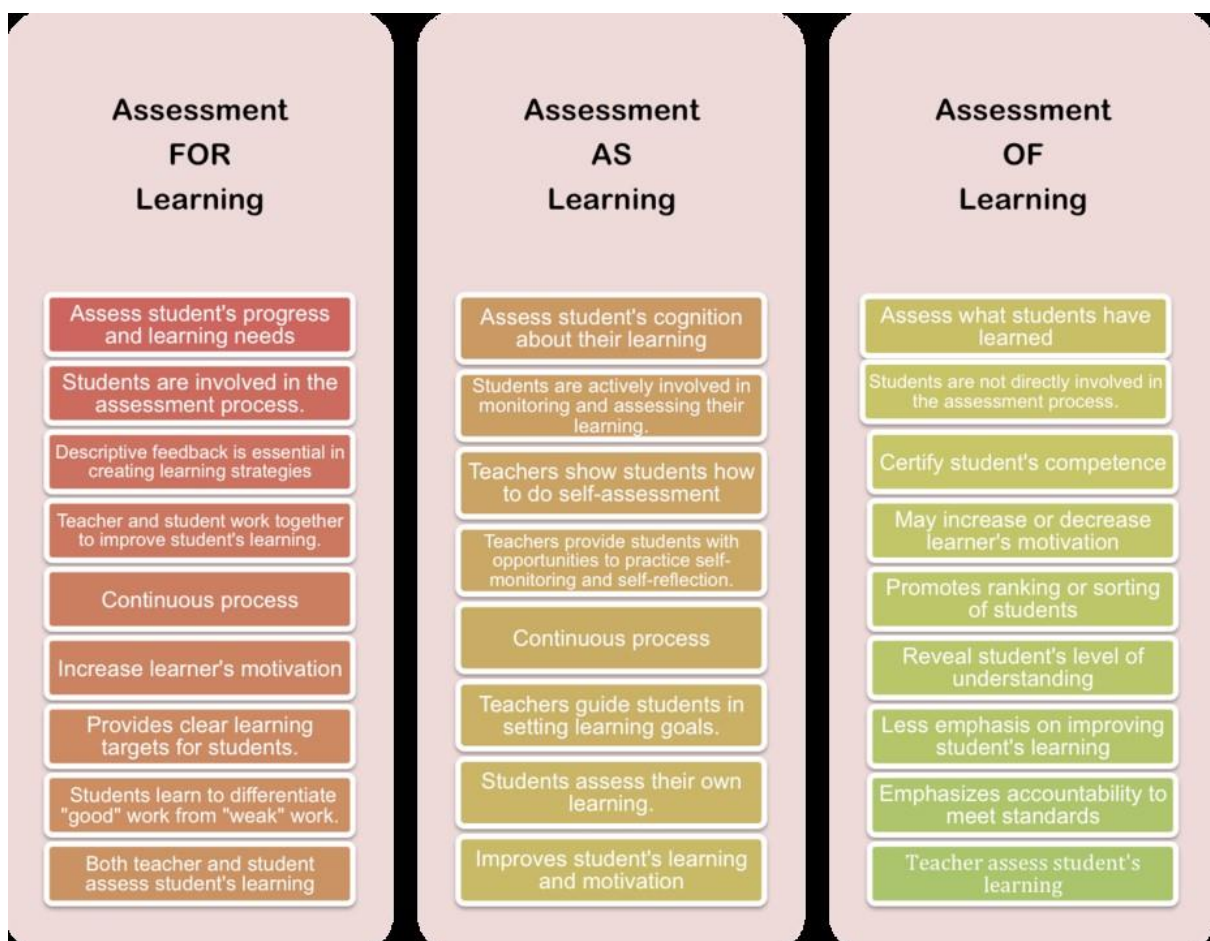 Assessment
FOR
Learning
Assess student's progress
and learning needs
Students are involved in the
assessment process.
Descriptive feedback is essential in
creating learning strategies
Teacher and student work together
to improve student's learning.
Continuous process
Increase learner's motivation
Provides clear learning
targets for students.
Students learn to differentiate
"good" work from "weak" work.
Both teacher and student
assess student's learning
Assessment
AS
Learning
Assess student's cognition
about their learning
Students are actively involved in
monitoring and assessing their
learning.
Teachers show students how
to do self-assessment
Teachers provide students with
opportunities to practice self-
monitoring and self-reflection.
Continuous process
Teachers guide students in
setting learning goals.
Students assess their own
learning.
Improves student's learning
and motivation
Assessment
OF
Learning
Assess what students have
learned
Students are not directly involved in
the assessment process.
Certify student's competence
May increase or decrease
learner's motivation
Promotes ranking or sorting
of students
Reveal student's level of
understanding
Less emphasis on improving
student's learning
Emphasizes accountability to
meet standards
Teacher assess student's
learning